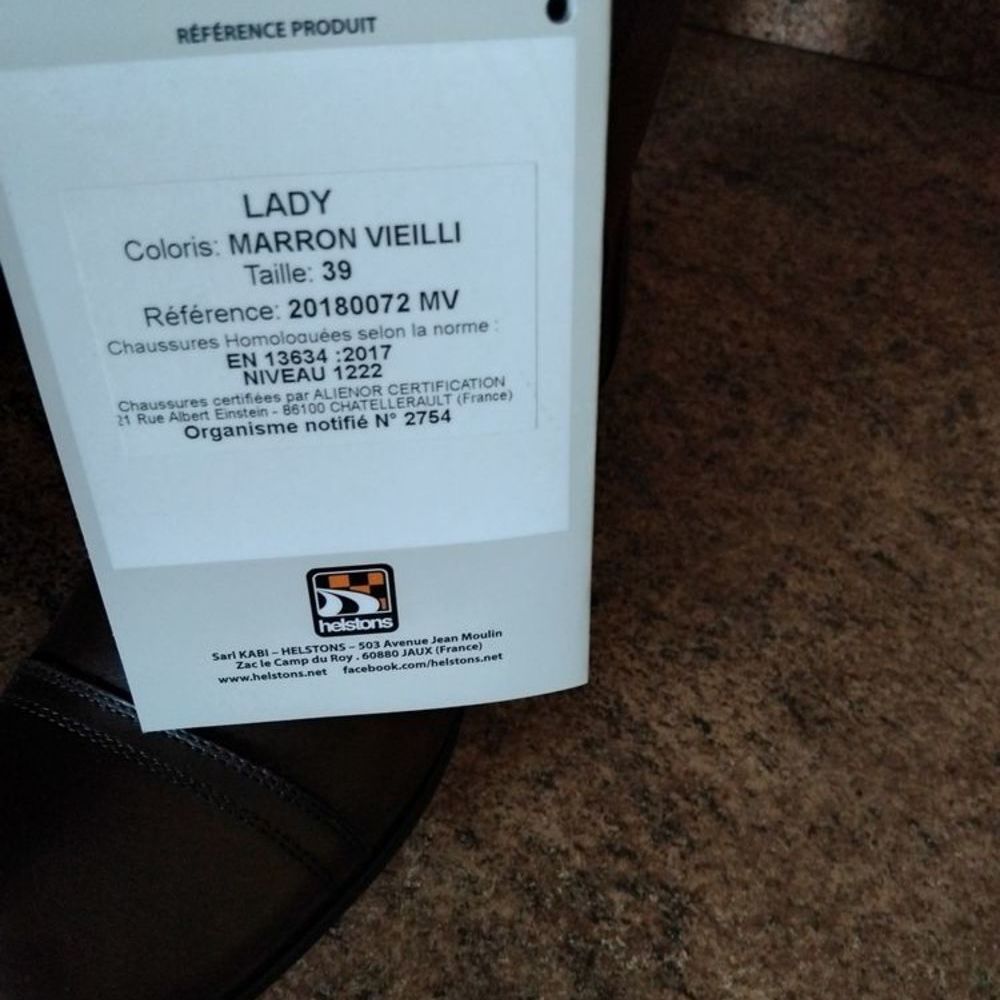 RÉFÉRENCE PRODUIT
LADY
Coloris: MARRON VIEILLI
Taille: 39
Référence: 20180072 MV
Chaussures Homologuées selon la norme :
EN 13634 :2017
NIVEAU 1222
Chaussures certifiées par ALIENOR CERTIFICATION
21 Rue Albert Einstein - 86100 CHATELLERAULT (France)
Organisme notifié N° 2754
helstons
Sarl KABI – HELSTONS – 503 Avenue Jean Moulin
Zac le Camp du Roy . 60880 JAUX (France)
www.helstons.net facebook.com/helstons.net